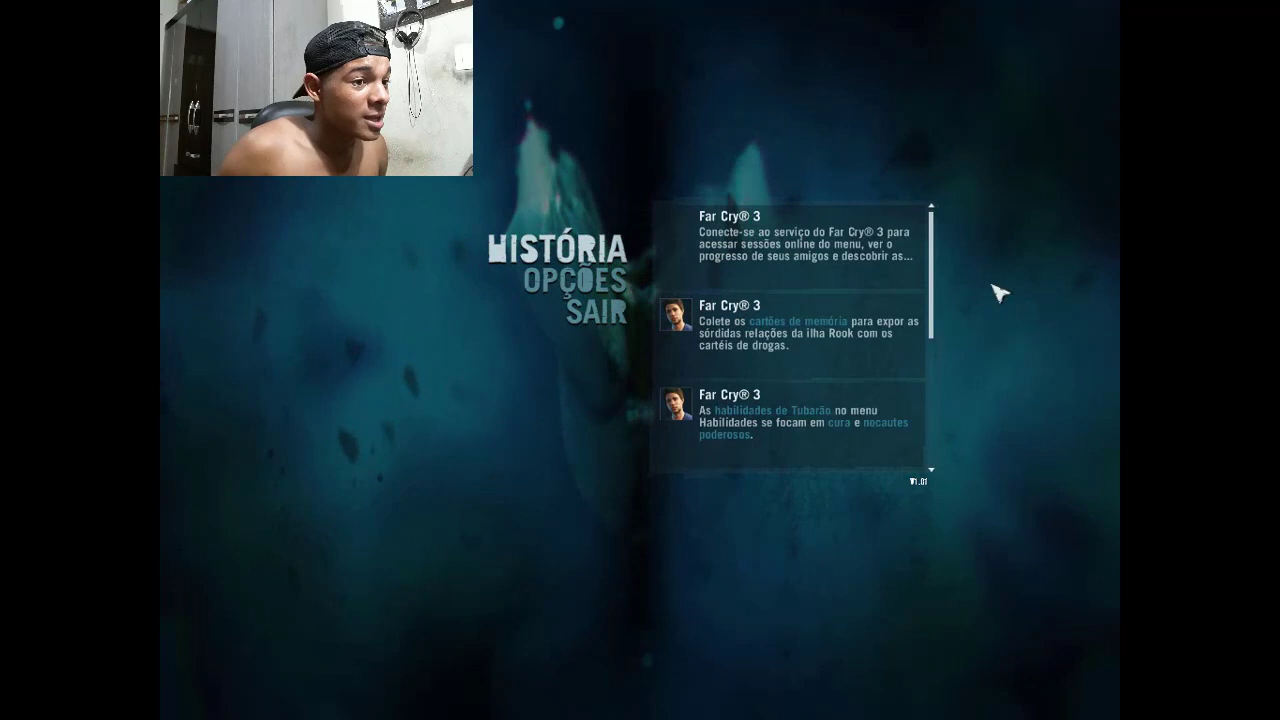 HISTÓRIA
OPÇÕES
SAIR
Far Cry® 3
Conecte-se ao serviço do Far Cry® 3 para
acessar sessões online do menu, ver o
progresso de seus amigos e descobrir as...
Far Cry® 3
Colete os cartões de memória para expor as
sórdidas relações da ilha Rook com os
cartéis de drogas.
Far Cry® 3
As habilidades de Tubarão no menu
Habilidades se focam em cura e nocautes
poderosos.
V1.01